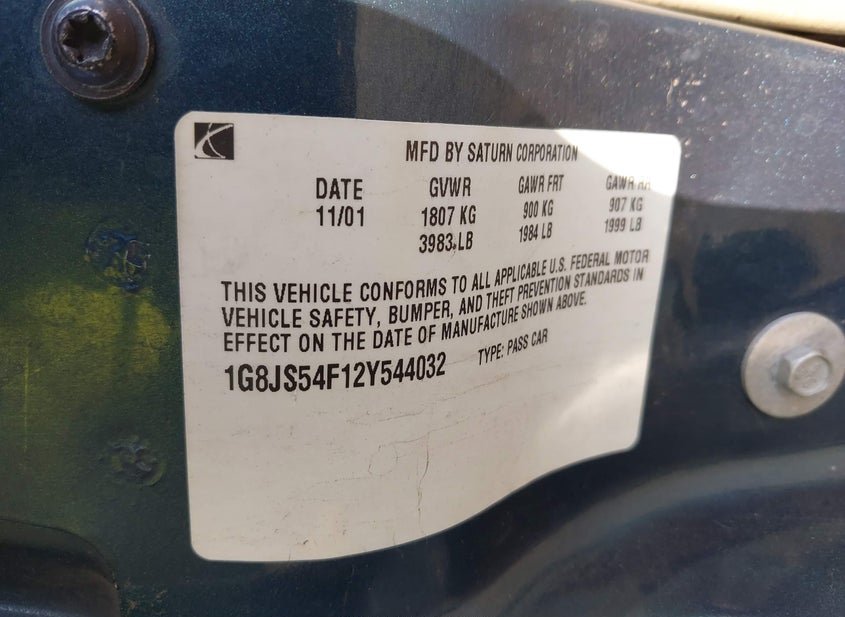 MFD BY SATURN CORPORATION
DATE GVWR GAWR FRT GAWR RR
11/01 1807 KG 900 KG 907 KG
3983 LB 1984 LB 1999 LB
THIS VEHICLE CONFORMS TO ALL APPLICABLE U.S. FEDERAL MOTOR
VEHICLE SAFETY, BUMPER, AND THEFT PREVENTION STANDARDS IN
EFFECT ON THE DATE OF MANUFACTURE SHOWN ABOVE.
1G8JS54F12Y544032 TYPE: PASS CAR